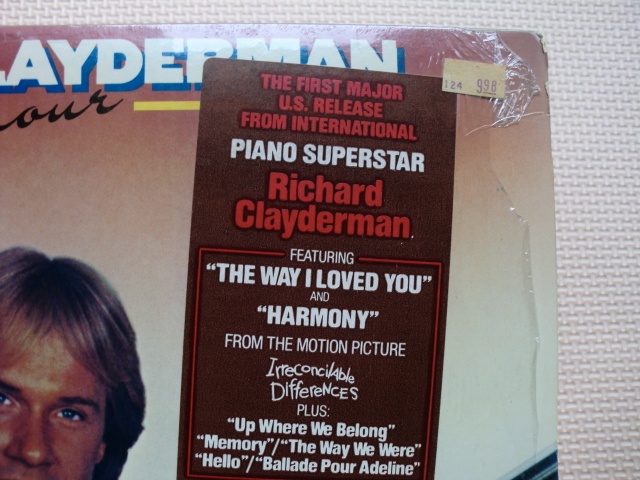 LAYDERMAN
our
124 998
THE FIRST MAJOR
U.S. RELEASE
FROM INTERNATIONAL
PIANO SUPERSTAR
Richard
Clayderman
FEATURING
"THE WAY I LOVED YOU"
AND
"HARMONY"
FROM THE MOTION PICTURE
Irreconcilable
Differences
PLUS:
"Up Where We Belong"
"Memory"/"The Way We Were"
"Hello"/"Ballade Pour Adeline"